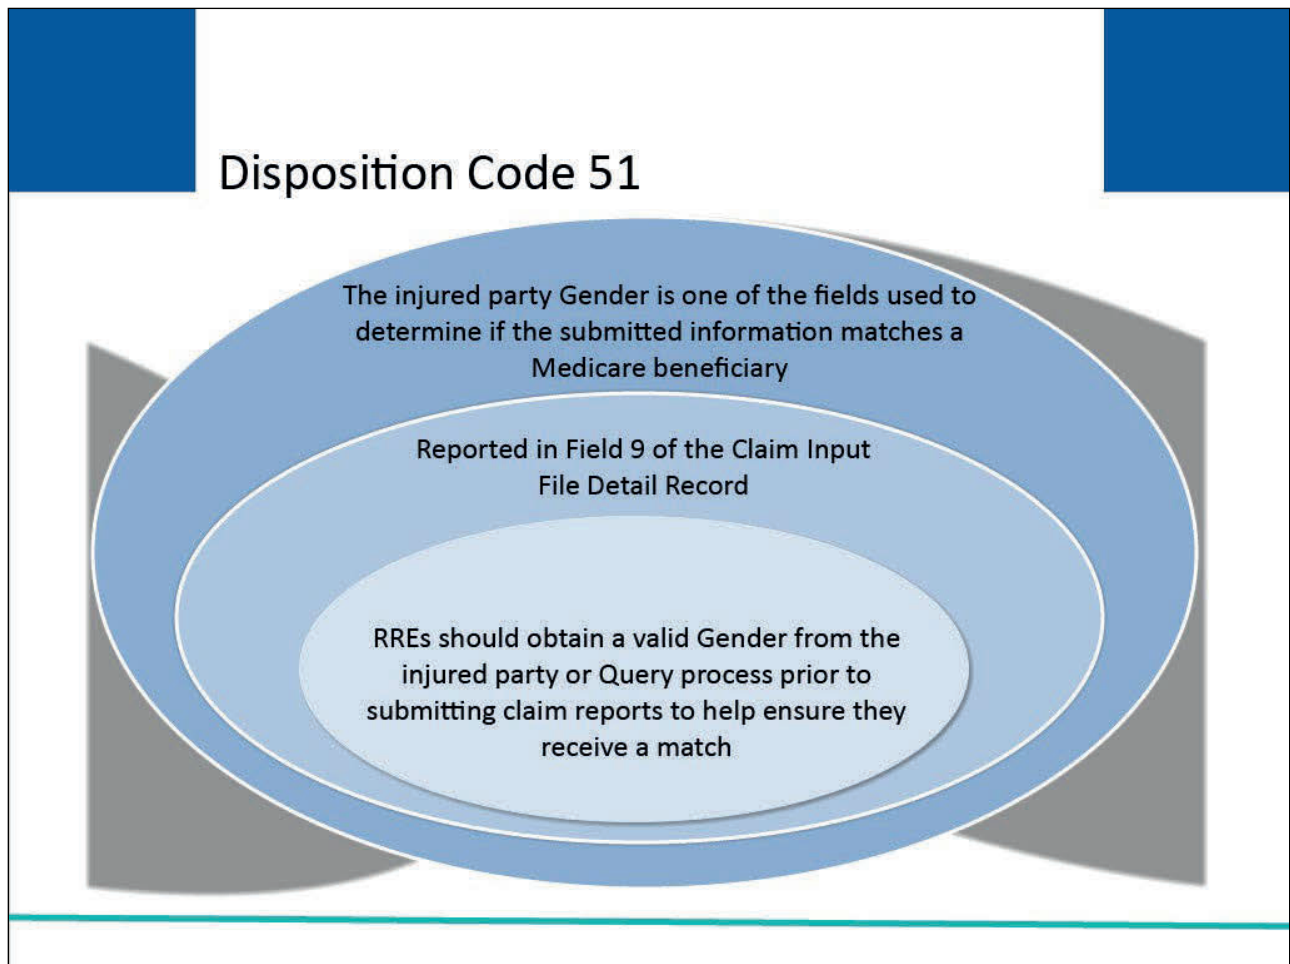 Disposition Code 51
The injured party Gender is one of the fields used to
determine if the submitted information matches a
Medicare beneficiary
Reported in Field 9 of the Claim Input
File Detail Record
RREs should obtain a valid Gender from the
injured party or Query process prior to
submitting claim reports to help ensure they
receive a match